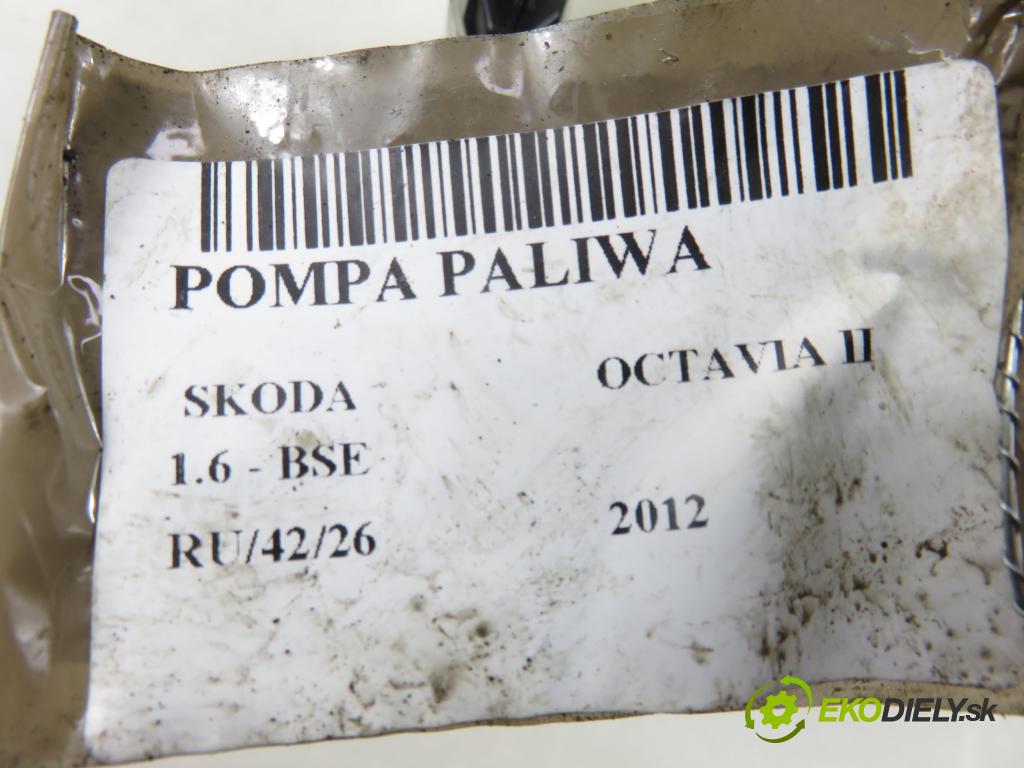 POMPA PALIWA
SKODA OCTAVIA II
1.6 - BSE
RU/42/26 2012
EKODIELY.sk